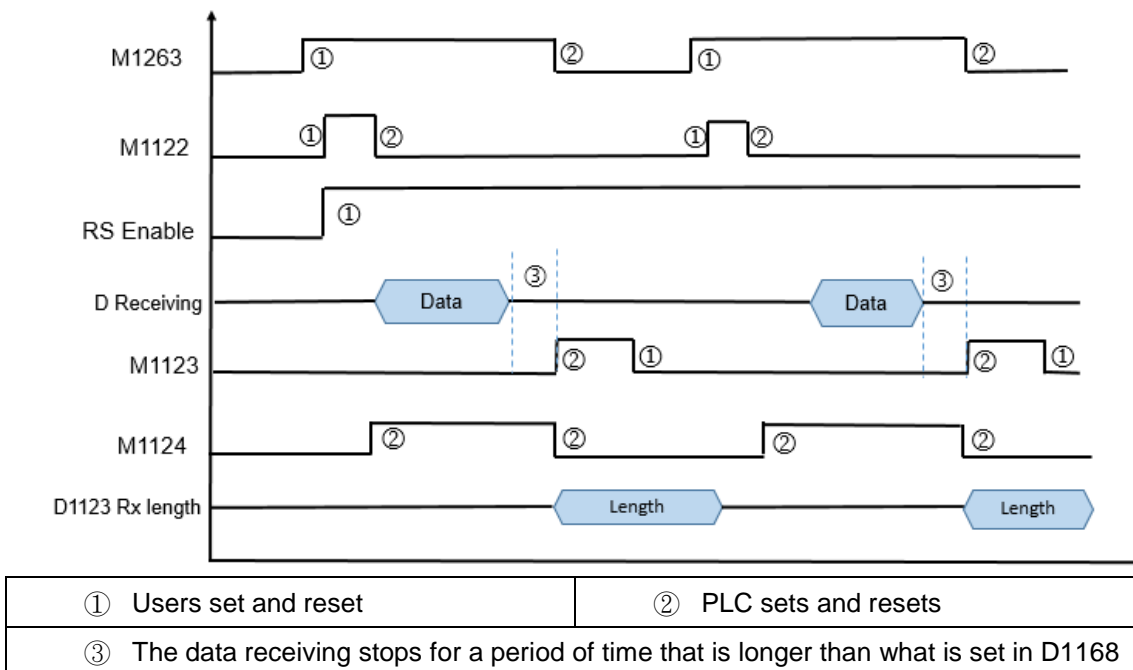 M1263 ① ② ① ②
M1122 ① ② ① ②
RS Enable ①
D Receiving Data ③ Data ③
M1123 ② ① ② ①
M1124 ② ② ② ②
D1123 Rx length Length Length
① Users set and reset ② PLC sets and resets
③ The data receiving stops for a period of time that is longer than what is set in D1168